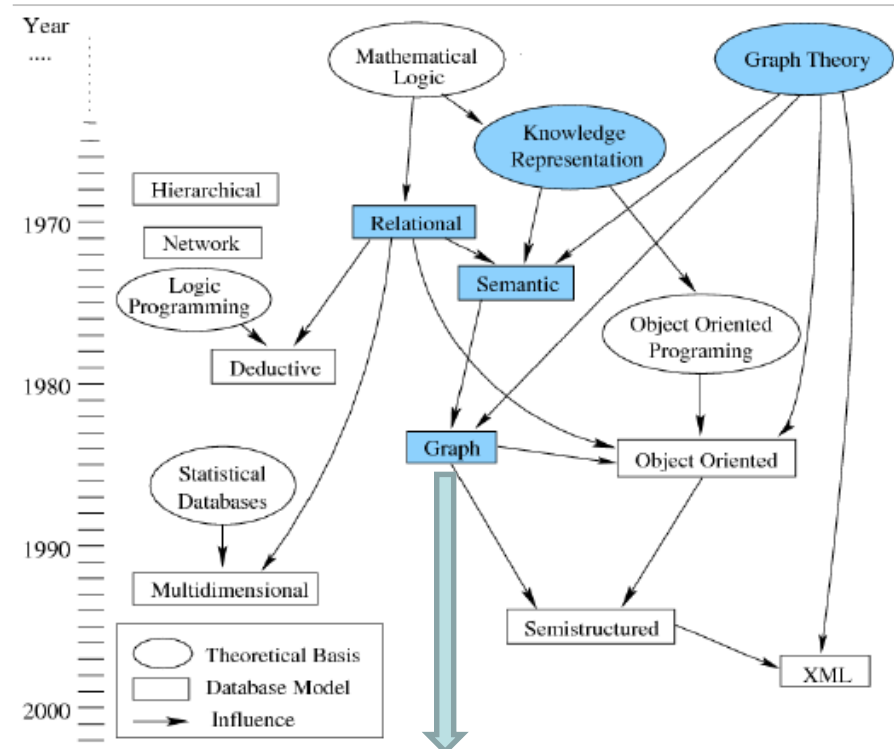 Year
....
Mathematical
Logic
Graph Theory
Knowledge
Representation
Hierarchical
1970
Relational
Network
Semantic
Logic
Programming
Object Oriented
Programing
Deductive
1980
Graph
Object Oriented
Statistical
Databases
1990
Multidimensional
Semistructured
Theoretical Basis
XML
Database Model
2000
Influence